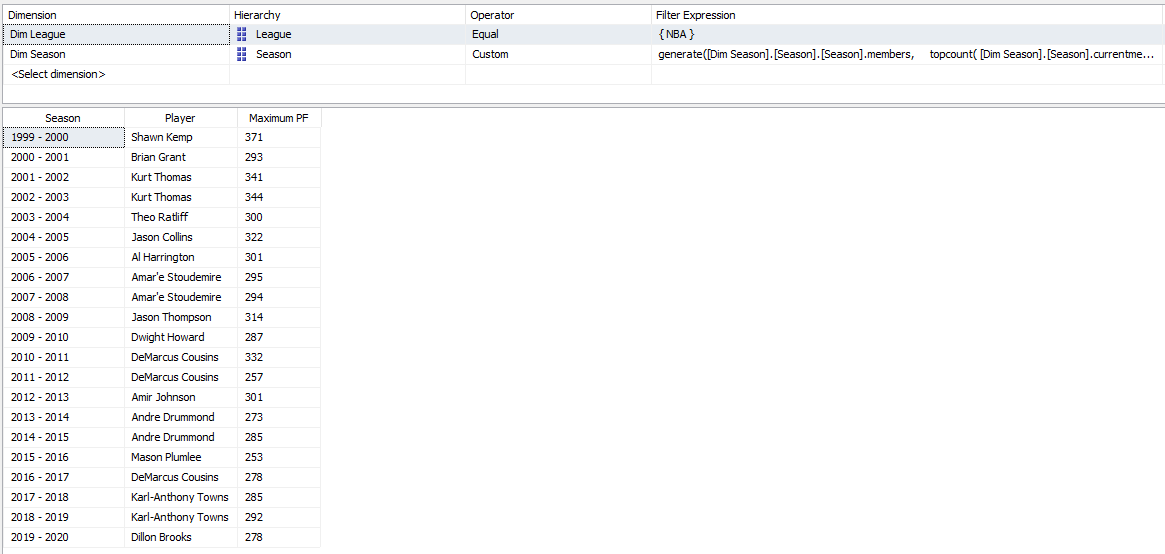 Dimension Hierarchy Operator Filter Expression
Dim League League Equal { NBA }
Dim Season Season Custom generate([Dim Season].[Season].[Season].members, topcount( [Dim Season].[Season].currentme...
<Select dimension>
Season Player Maximum PF
1999 - 2000 Shawn Kemp 371
2000 - 2001 Brian Grant 293
2001 - 2002 Kurt Thomas 341
2002 - 2003 Kurt Thomas 344
2003 - 2004 Theo Ratliff 300
2004 - 2005 Jason Collins 322
2005 - 2006 Al Harrington 301
2006 - 2007 Amar'e Stoudemire 295
2007 - 2008 Amar'e Stoudemire 294
2008 - 2009 Jason Thompson 314
2009 - 2010 Dwight Howard 287
2010 - 2011 DeMarcus Cousins 332
2011 - 2012 DeMarcus Cousins 257
2012 - 2013 Amir Johnson 301
2013 - 2014 Andre Drummond 273
2014 - 2015 Andre Drummond 285
2015 - 2016 Mason Plumlee 253
2016 - 2017 DeMarcus Cousins 278
2017 - 2018 Karl-Anthony Towns 285
2018 - 2019 Karl-Anthony Towns 292
2019 - 2020 Dillon Brooks 278